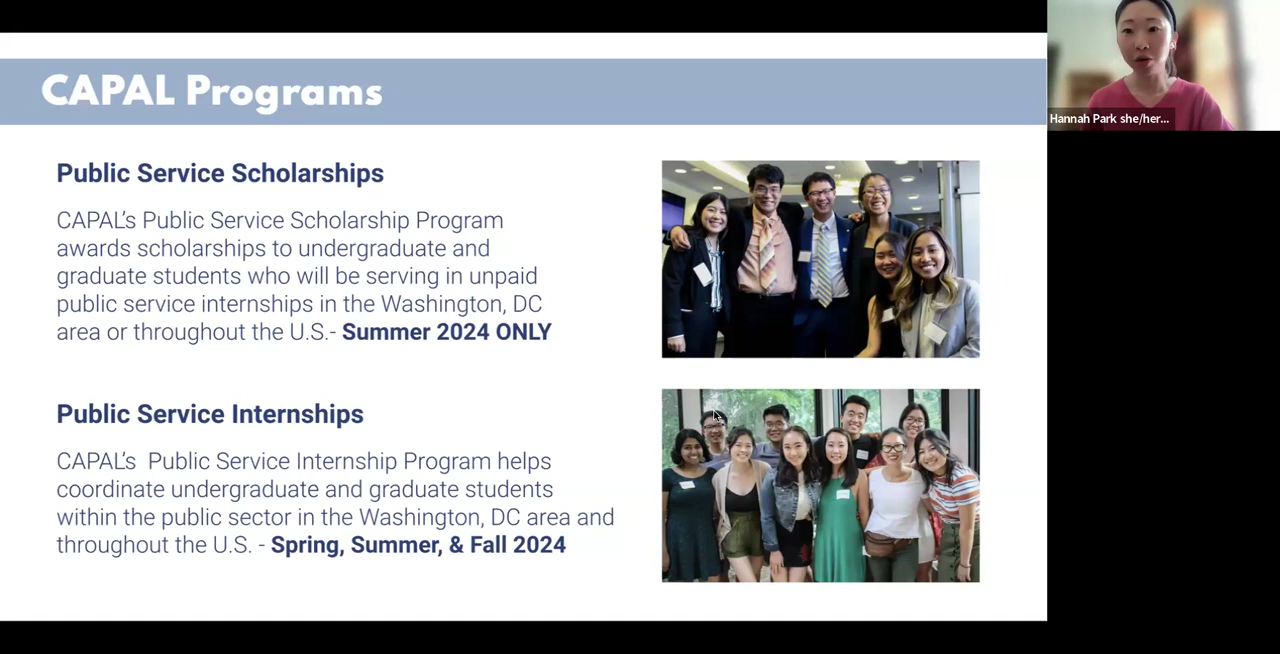 CAPAL Programs
Hannah Park she/her...
Public Service Scholarships
CAPAL’s Public Service Scholarship Program
awards scholarships to undergraduate and
graduate students who will be serving in unpaid
public service internships in the Washington, DC
area or throughout the U.S.- Summer 2024 ONLY
Public Service Internships
CAPAL’s  Public Service Internship Program helps
coordinate undergraduate and graduate students
within the public sector in the Washington, DC area and
throughout the U.S. - Spring, Summer, & Fall 2024